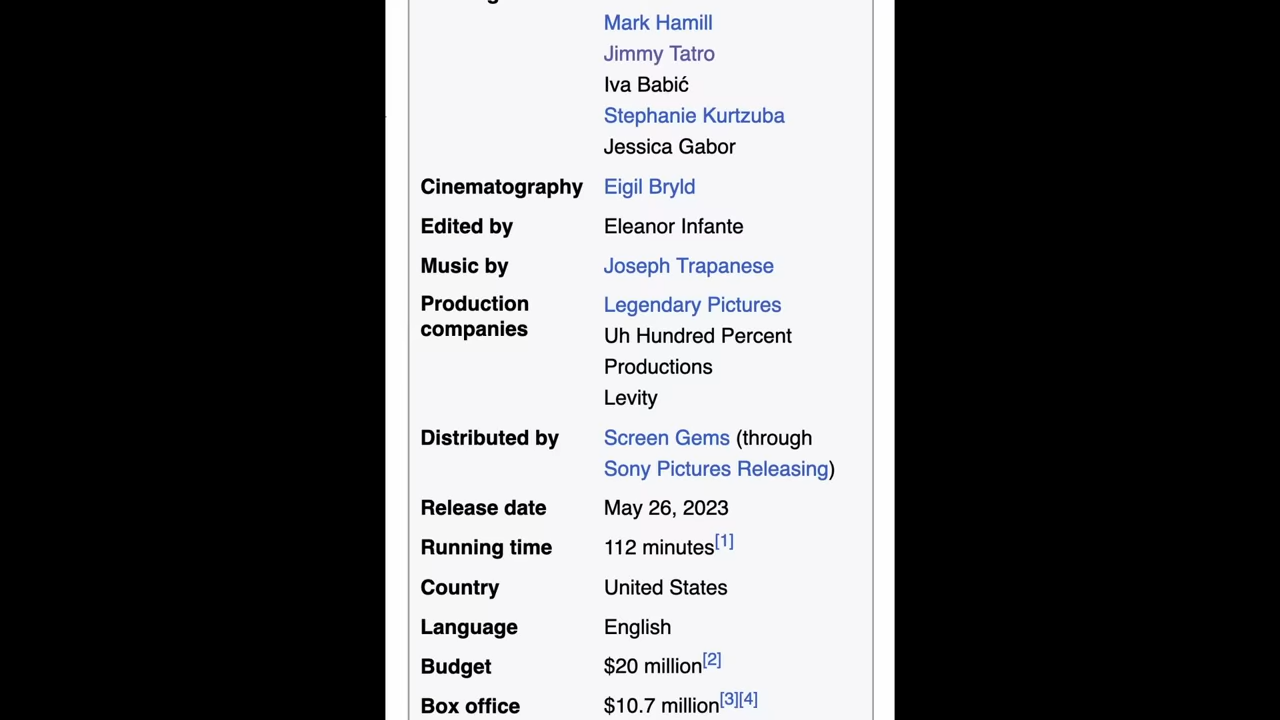 Mark Hamill
Jimmy Tatro
Iva Babić
Stephanie Kurtzuba
Jessica Gabor
Cinematography Eigil Bryld
Edited by Eleanor Infante
Music by Joseph Trapanese
Production companies Legendary Pictures
Uh Hundred Percent
Productions
Levity
Distributed by Screen Gems (through
Sony Pictures Releasing)
Release date May 26, 2023
Running time 112 minutes[1]
Country United States
Language English
Budget $20 million[2]
Box office $10.7 million[3][4]